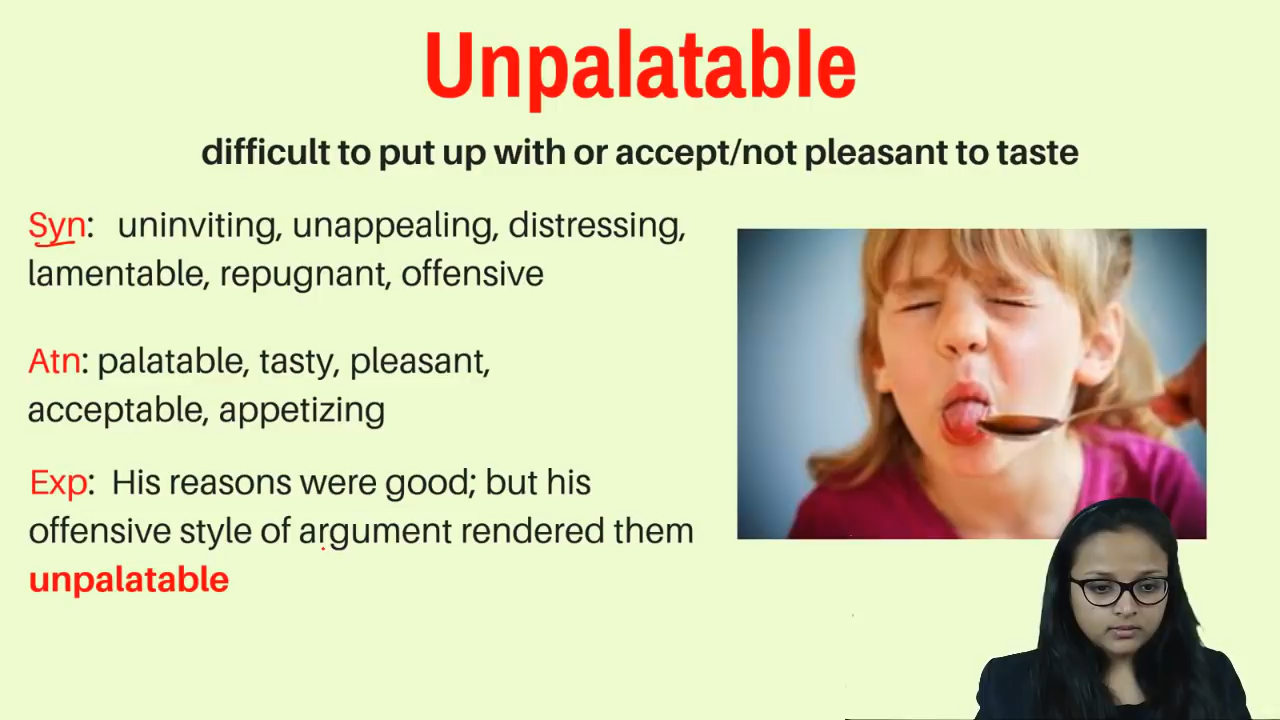 Unpalatable
difficult to put up with or accept/not pleasant to taste
Syn: uninviting, unappealing, distressing,
lamentable, repugnant, offensive
Atn: palatable, tasty, pleasant,
acceptable, appetizing
Exp: His reasons were good; but his
offensive style of argument rendered them
unpalatable